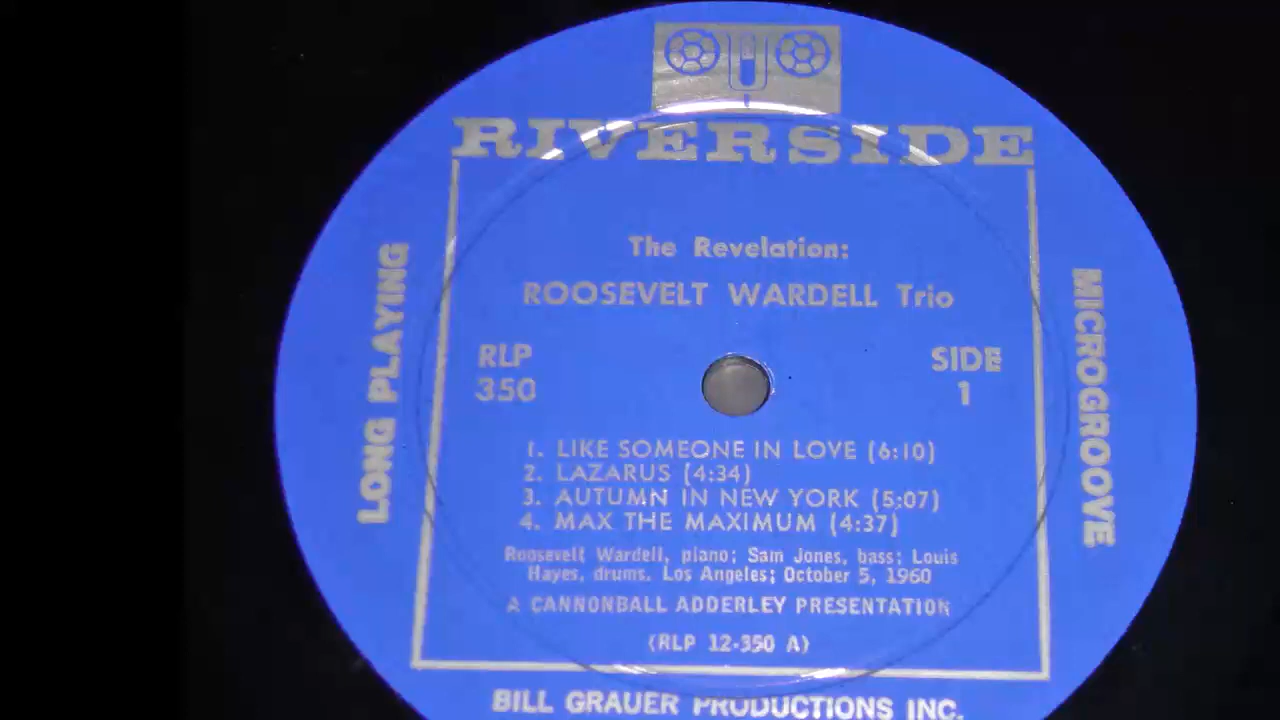 RIVERSIDE
The Revelation:
ROOSEVELT WARDELL Trio
RLP
350
SIDE
1
LONG PLAYING
MICROGROOVE
1. LIKE SOMEONE IN LOVE (6:10)
2. LAZARUS (4:34)
3. AUTUMN IN NEW YORK (5:07)
4. MAX THE MAXIMUM (4:37)
Roosevelt Wardell, piano; Sam Jones, bass; Louis
Hayes, drums. Los Angeles; October 5, 1960
A CANNONBALL ADDERLEY PRESENTATION
(RLP 12-350 A)
BILL GRAUER PRODUCTIONS INC.